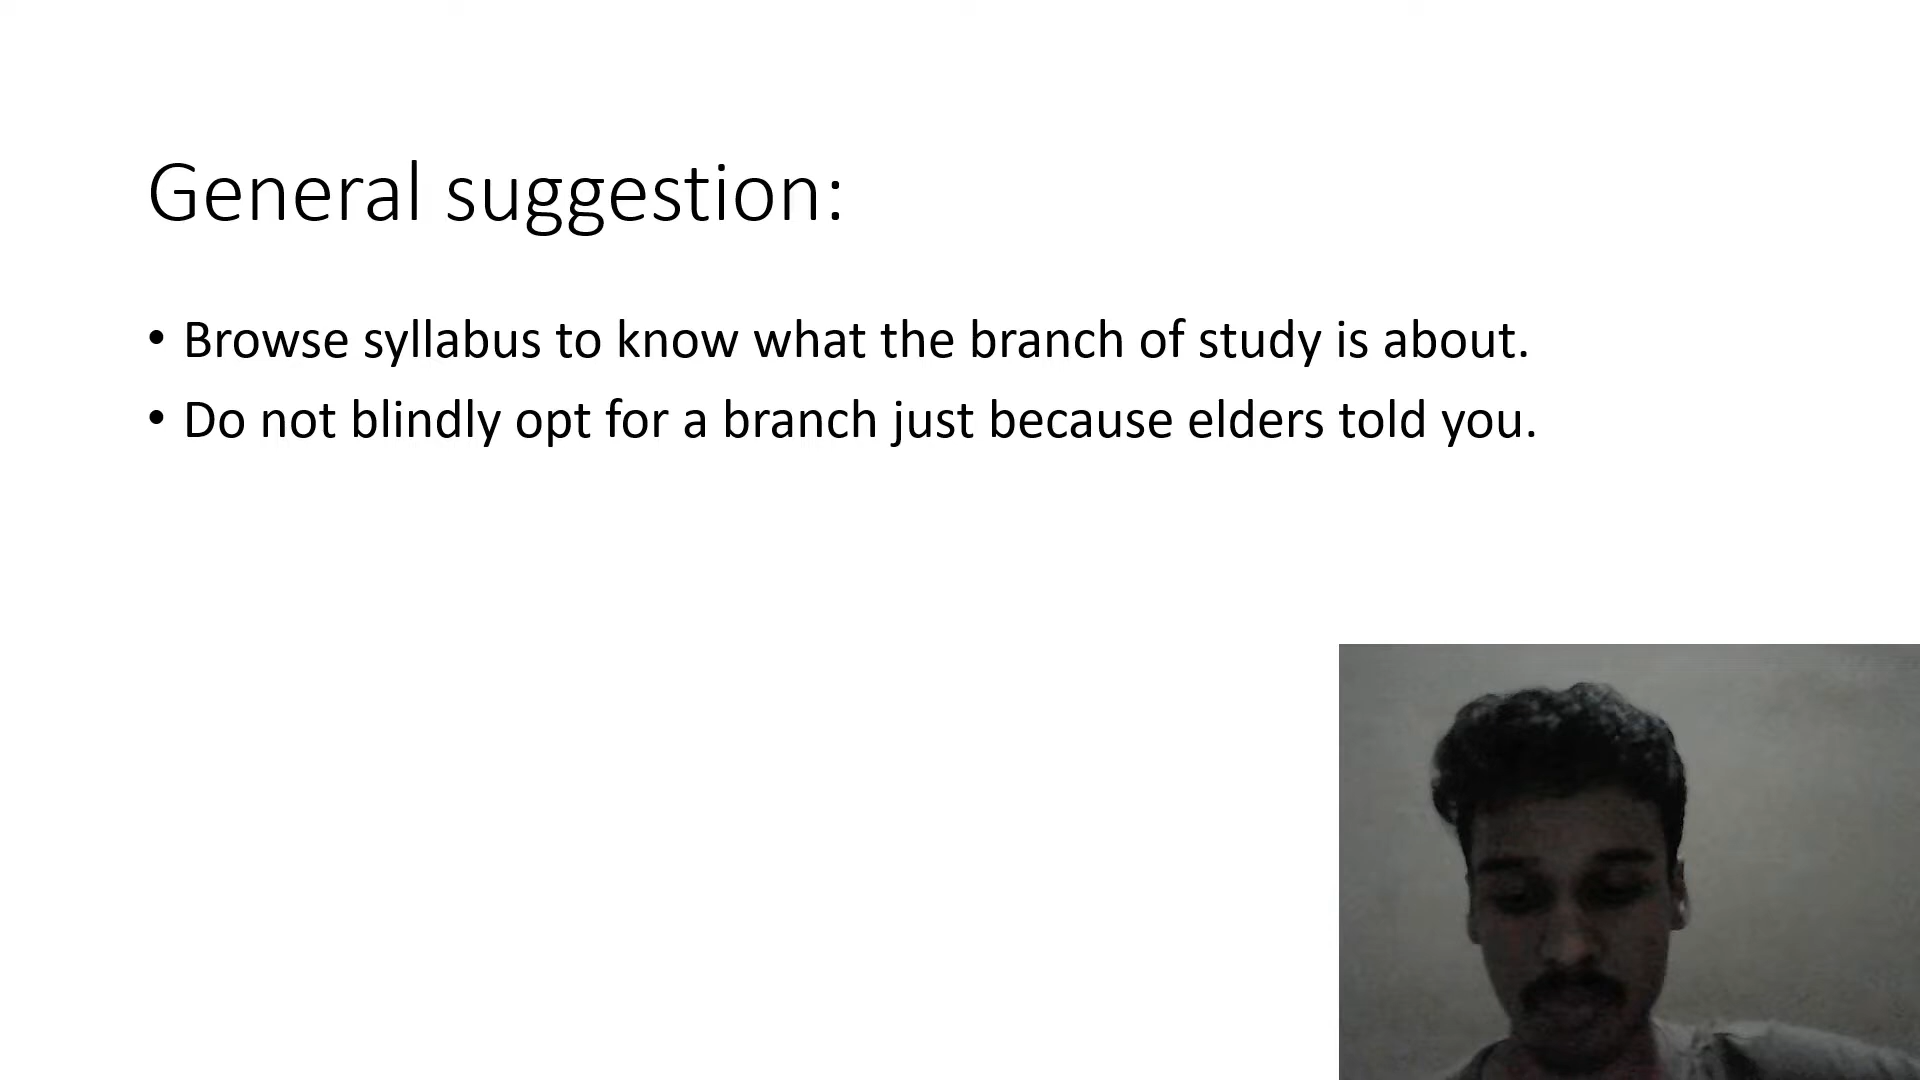 General suggestion:
• Browse syllabus to know what the branch of study is about.
• Do not blindly opt for a branch just because elders told you.